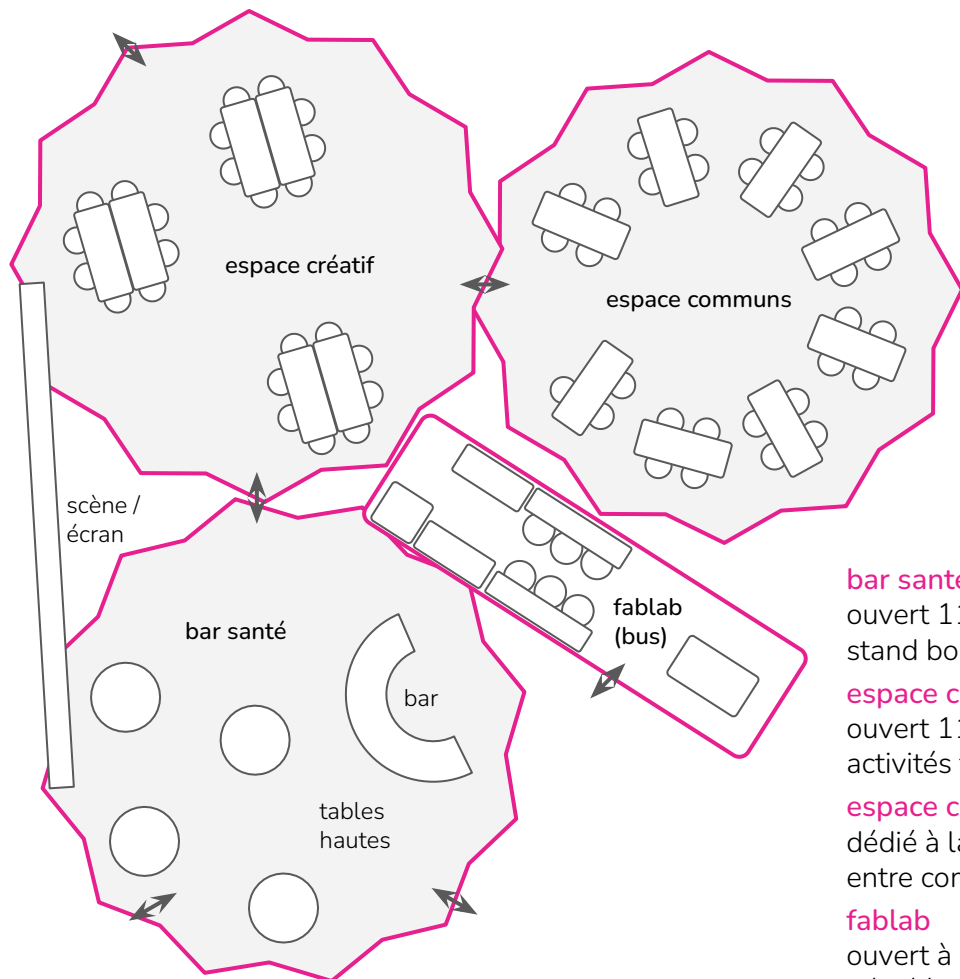 espace créatif
espace communs
scène /
écran
bar santé
fablab
(bus)
bar
tables
hautes
bar santé
ouvert 11
stand bo
espace c
ouvert 11
activités
espace c
dédié à la
entre con
fablab
ouvert à